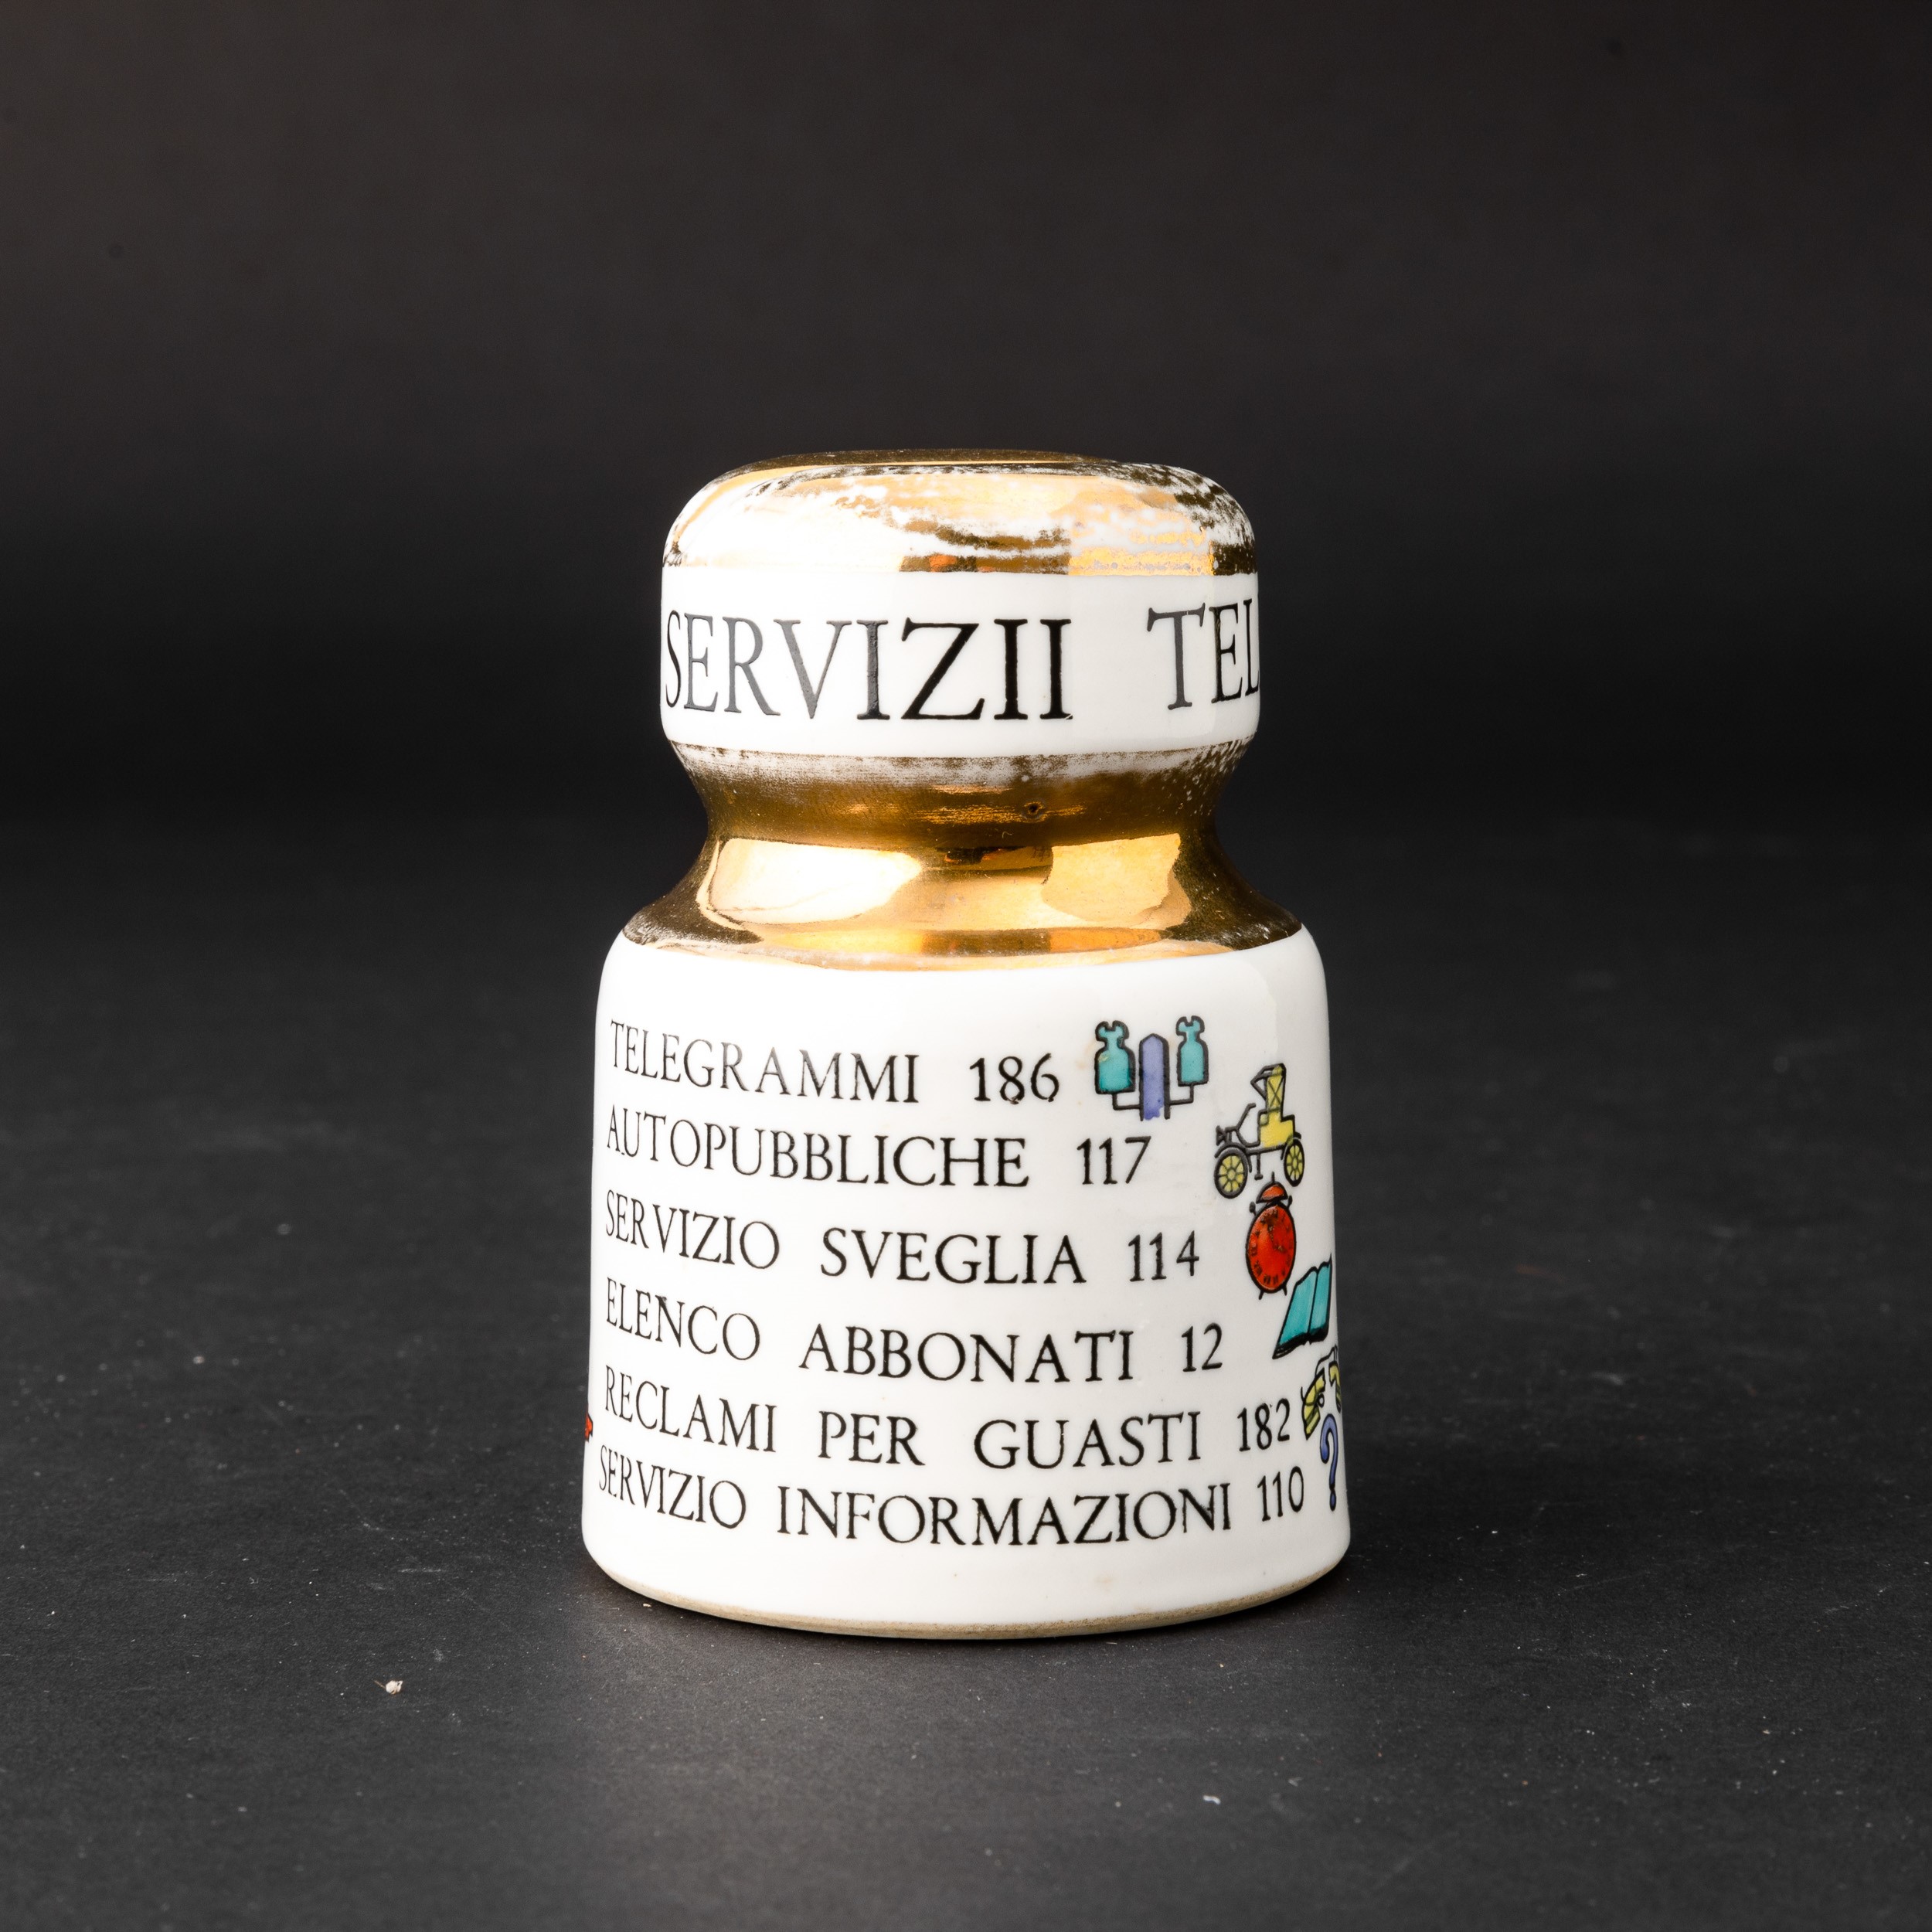 SERVIZII TEL
TELEGRAMMI 186
AUTOPUBBLICHE 117
SERVIZIO SVEGLIA 114
ELENCO ABBONATI 12
RECLAMI PER GUASTI 182
SERVIZIO INFORMAZIONI 110